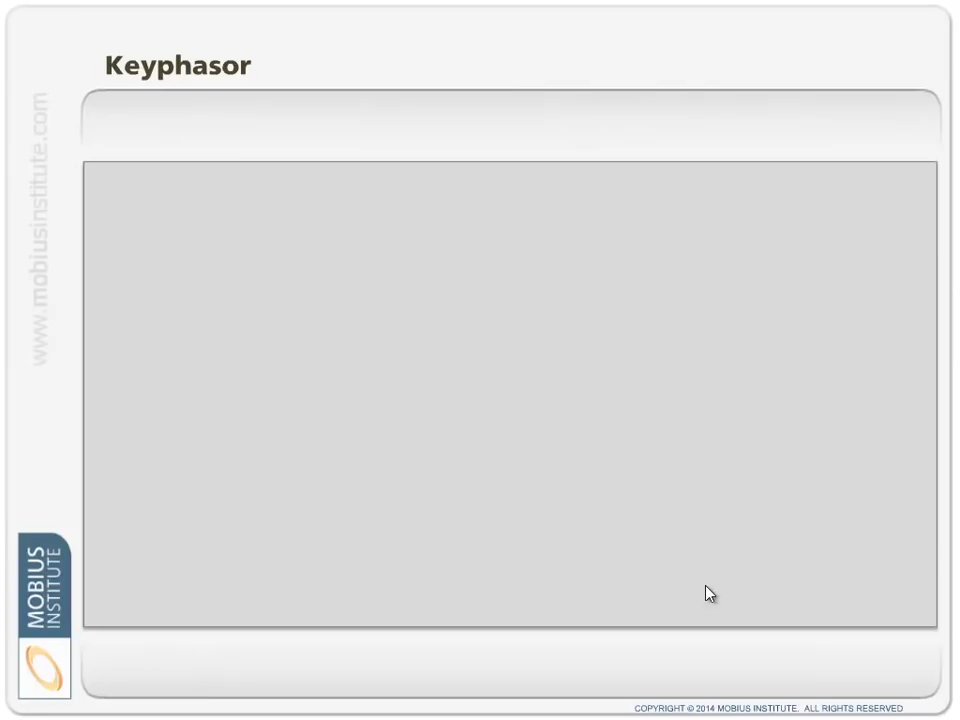 Keyphasor
www.mobiusinstitute.com
MOBIUS
INSTITUTE
COPYRIGHT © 2014 MOBIUS INSTITUTE. ALL RIGHTS RESERVED